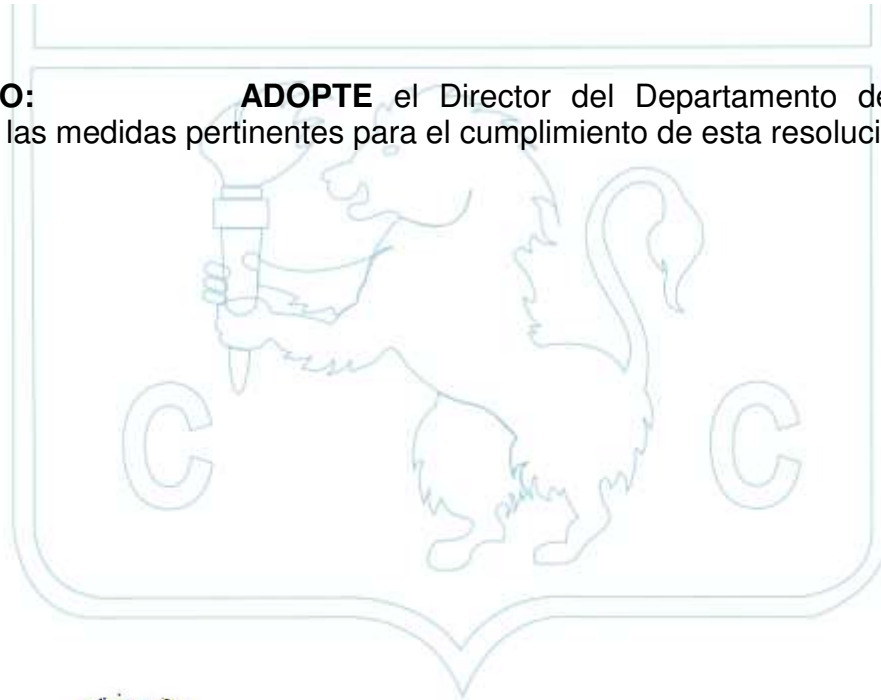 O: ADOPTE el Director del Departamento de
las medidas pertinentes para el cumplimiento de esta resoluci
C C